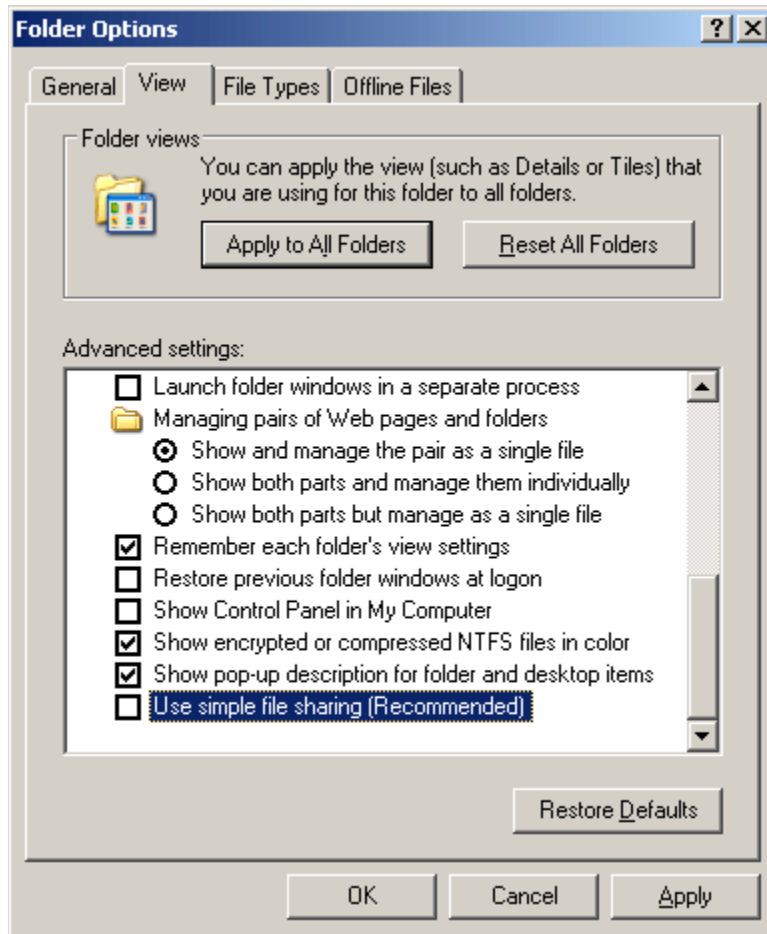 Folder Options
General View File Types Offline Files
Folder views
You can apply the view (such as Details or Tiles) that
you are using for this folder to all folders.
Apply to All Folders Reset All Folders
Advanced settings:
Launch folder windows in a separate process
Managing pairs of Web pages and folders
Show and manage the pair as a single file
Show both parts and manage them individually
Show both parts but manage as a single file
Remember each folder's view settings
Restore previous folder windows at logon
Show Control Panel in My Computer
Show encrypted or compressed NTFS files in color
Show pop-up description for folder and desktop items
Use simple file sharing (Recommended)
Restore Defaults
OK Cancel Apply